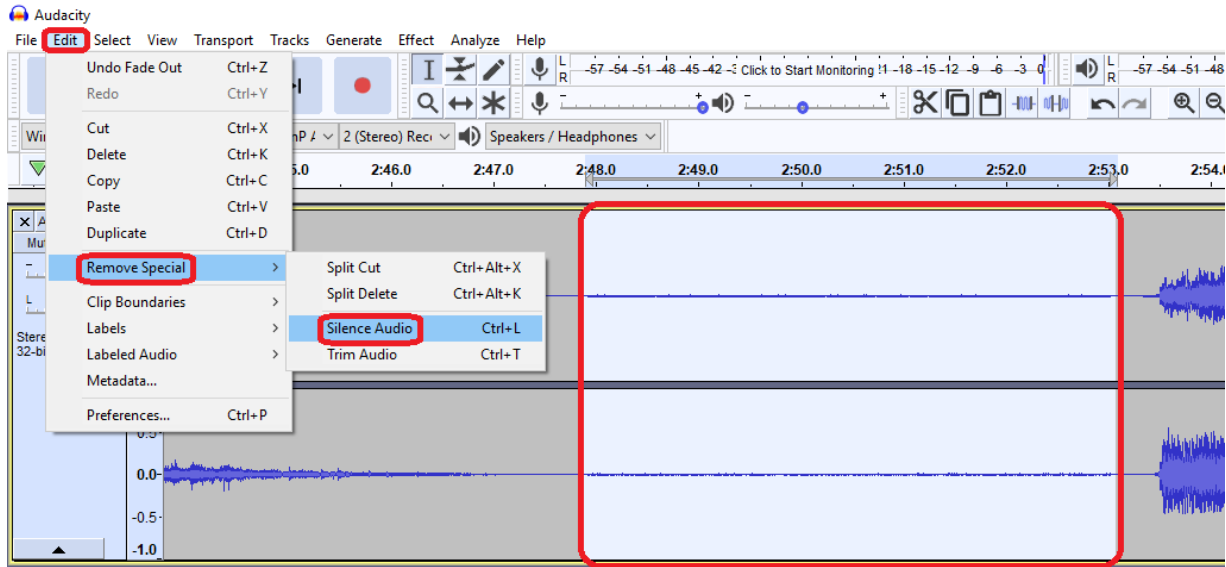 Audacity
File Edit Select View Transport Tracks Generate Effect Analyze Help
Undo Fade Out Ctrl+Z
Redo Ctrl+Y
Cut Ctrl+X
Delete Ctrl+K
Copy Ctrl+C
Paste Ctrl+V
Duplicate Ctrl+D
Remove Special >
Clip Boundaries >
Labels >
Labeled Audio >
Metadata...
Preferences... Ctrl+P
Split Cut Ctrl+Alt+X
Split Delete Ctrl+Alt+K
Silence Audio Ctrl+L
Trim Audio Ctrl+T
L
R
-57 -54 -51 -48 -45 -42 -3 Click to Start Monitoring !1 -18 -15 -12 -9 -6 -3 0
L
R
-57 -54 -51 -48
- + - +
2 (Stereo) Rec Speakers / Headphones
5.0 2:46.0 2:47.0 2:48.0 2:49.0 2:50.0 2:51.0 2:52.0 2:53.0 2:54.
X A
Mu
-
L
Stere
32-bi
0.0-
-0.5-
-1.0